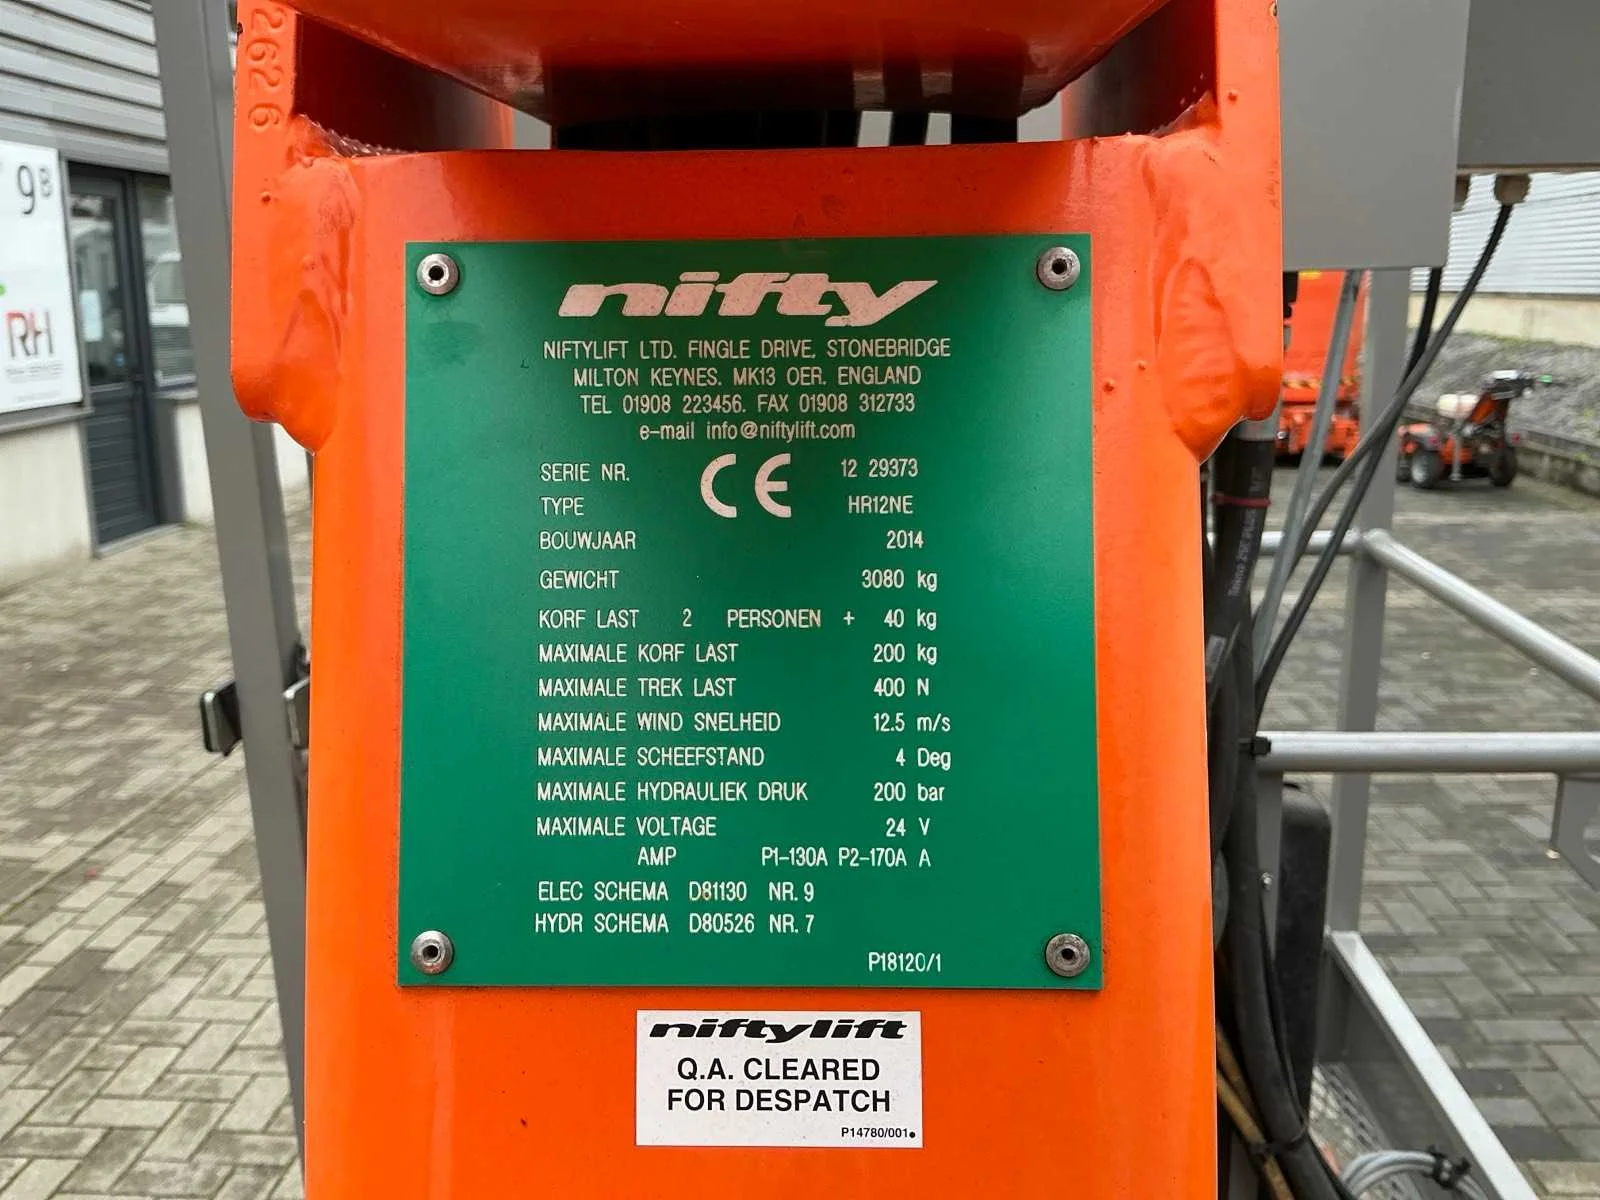 2626
9B
RH
nifty
NIFTYLIFT LTD. FINGLE DRIVE. STONEBRIDGE
MILTON KEYNES. MK13 OER. ENGLAND
TEL 01908 223456. FAX 01908 312733
e-mail info@niftylift.com
SERIE NR. CE 12 29373
TYPE HR12NE
BOUWJAAR 2014
GEWICHT 3080 kg
KORF LAST 2 PERSONEN + 40 kg
MAXIMALE KORF LAST 200 kg
MAXIMALE TREK LAST 400 N
MAXIMALE WIND SNELHEID 12.5 m/s
MAXIMALE SCHEEFSTAND 4 Deg
MAXIMALE HYDRAULIEK DRUK 200 bar
MAXIMALE VOLTAGE 24 V
AMP P1-130A P2-170A A
ELEC SCHEMA D81130 NR. 9
HYDR SCHEMA D80526 NR. 7
P18120/1
niftylift
Q.A. CLEARED
FOR DESPATCH
P14780/001